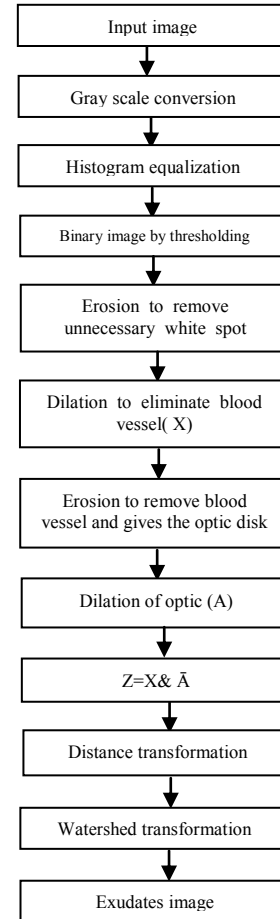 Input image
Gray scale conversion
Histogram equalization
Binary image by thresholding
Erosion to remove
unnecessary white spot
Dilation to eliminate blood
vessel( X)
Erosion to remove blood
vessel and gives the optic disk
Dilation of optic (A)
Z=X& Ā
Distance transformation
Watershed transformation
Exudates image